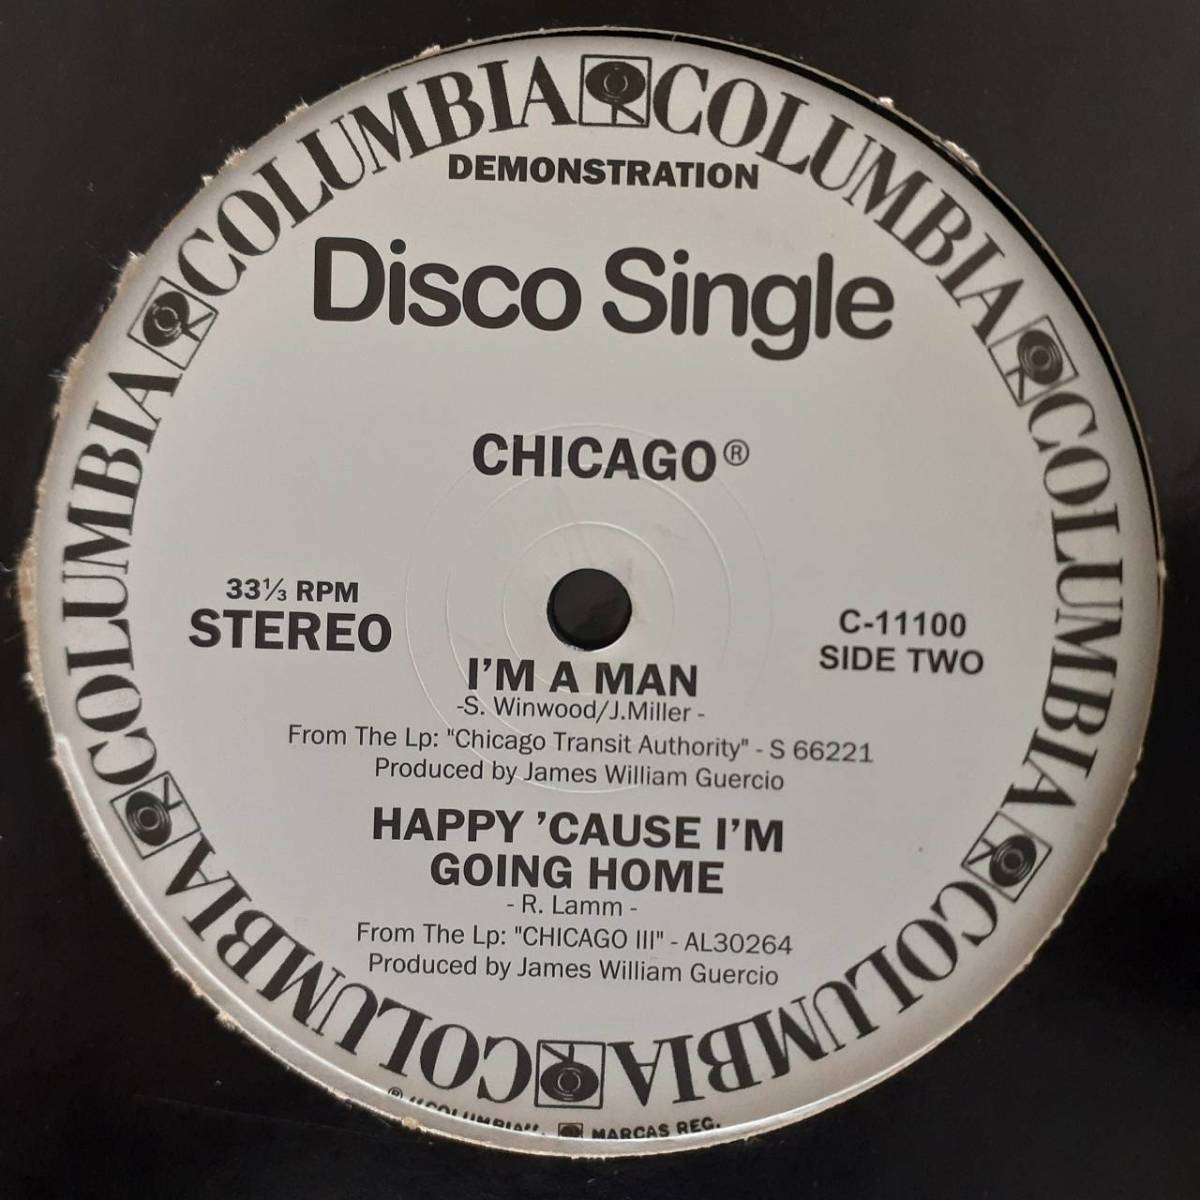 COLUMBIA COLUMBIA COLUMBIA COLUMBIA COLUMBIA COLUMBIA COLUMBIA COLUMBIA
DEMONSTRATION
Disco Single
CHICAGO®
33⅓ RPM
STEREO
C-11100
SIDE TWO
I'M A MAN
-S. Winwood/J.Miller -
From The Lp: "Chicago Transit Authority" - S 66221
Produced by James William Guercio
HAPPY 'CAUSE I'M
GOING HOME
- R. Lamm -
From The Lp: "CHICAGO III" - AL30264
Produced by James William Guercio
® "COLUMBIA", MARCAS REG.